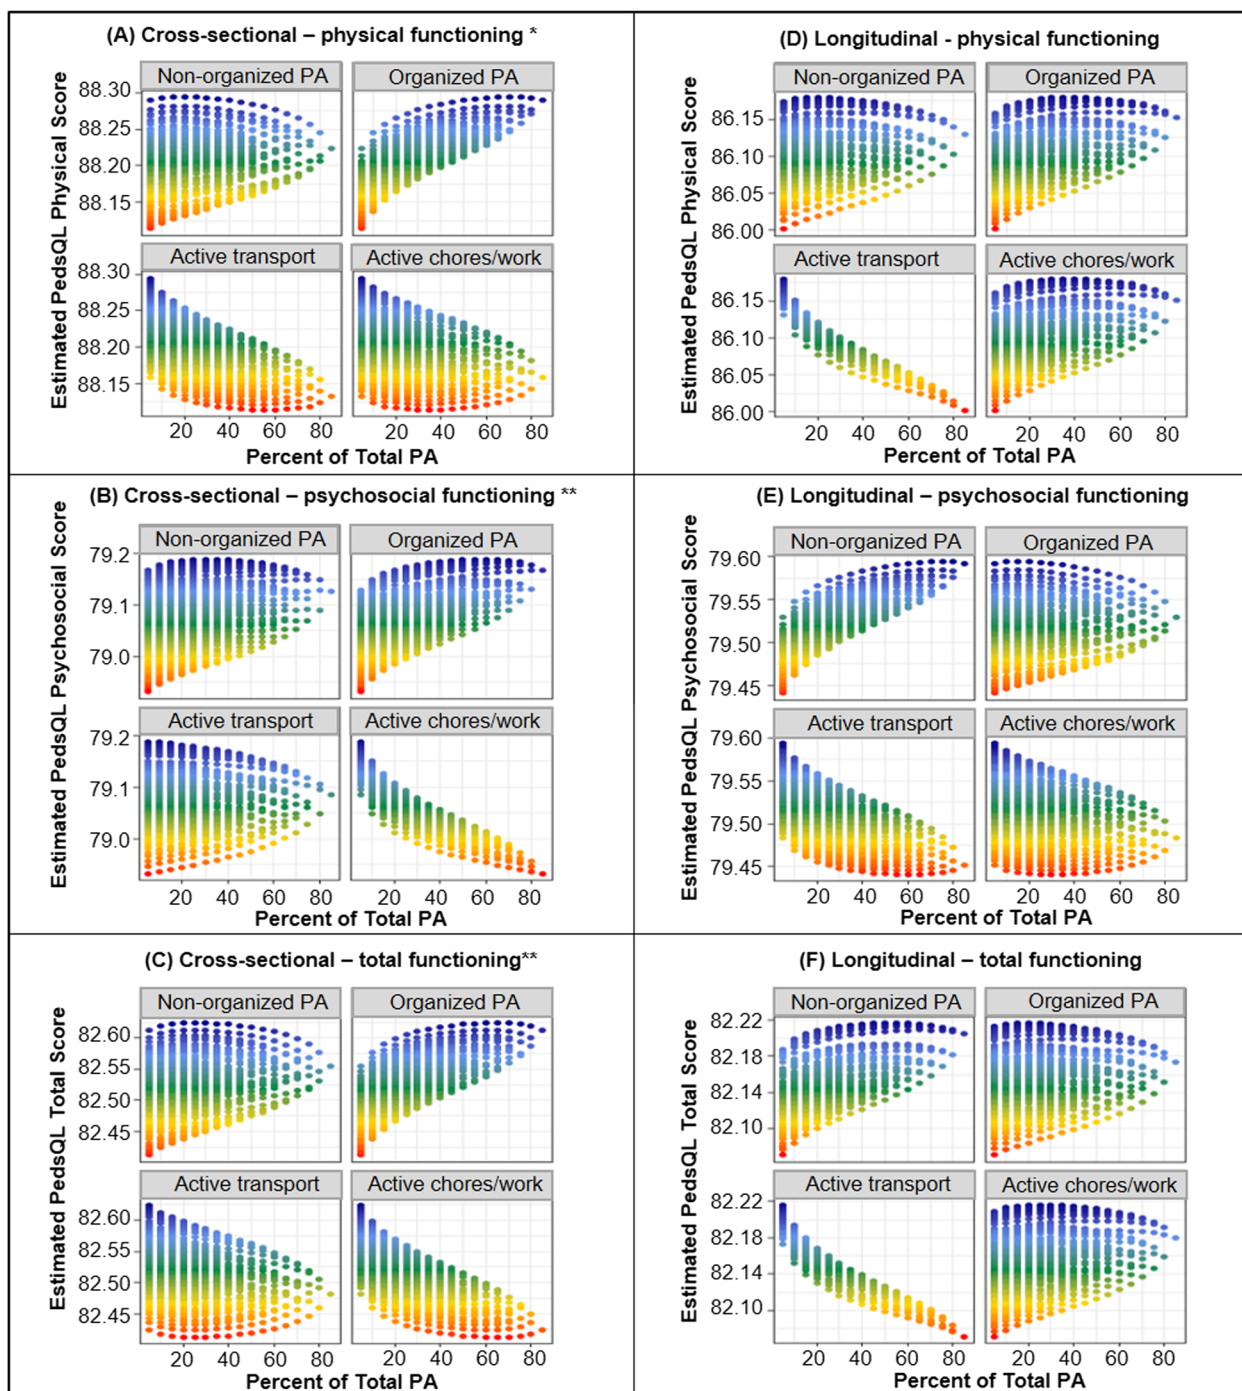 (A) Cross-sectional – physical functioning *
Estimated PedsQL Physical Score
Non-organized PA
Organized PA
88.30
88.25
88.20
88.15
Active transport
Active chores/work
Estimated PedsQL Physical Score
88.30
88.25
88.20
88.15
20 40 60 80 20 40 60 80
Percent of Total PA
(D) Longitudinal - physical functioning
Estimated PedsQL Physical Score
Non-organized PA
Organized PA
86.15
86.10
86.05
86.00
Active transport
Active chores/work
86.15
86.10
86.05
86.00
20 40 60 80 20 40 60 80
Percent of Total PA
(B) Cross-sectional – psychosocial functioning **
Estimated PedsQL Psychosocial Score
Non-organized PA
Organized PA
79.2
79.1
79.0
Active transport
Active chores/work
79.2
79.1
79.0
20 40 60 80 20 40 60 80
Percent of Total PA
(E) Longitudinal – psychosocial functioning
Estimated PedsQL Psychosocial Score
Non-organized PA
Organized PA
79.60
79.55
79.50
79.45
Active transport
Active chores/work
79.60
79.55
79.50
79.45
20 40 60 80 20 40 60 80
Percent of Total PA
(C) Cross-sectional – total functioning**
Estimated PedsQL Total Score
Non-organized PA
Organized PA
82.60
82.55
82.50
82.45
Active transport
Active chores/work
82.60
82.55
82.50
82.45
20 40 60 80 20 40 60 80
Percent of Total PA
(F) Longitudinal – total functioning
Estimated PedsQL Total Score
Non-organized PA
Organized PA
82.22
82.18
82.14
82.10
Active transport
Active chores/work
82.22
82.18
82.14
82.10
20 40 60 80 20 40 60 80
Percent of Total PA